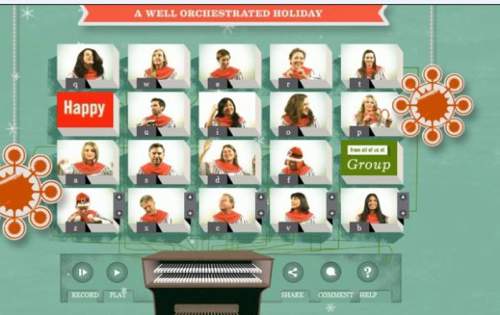 A WELL ORCHESTRATED HOLIDAY
q w e r t
Happy
u i o p
a s d f
from all of us at
Group
z x c v b
RECORD PLAY SHARE COMMENT HELP
?